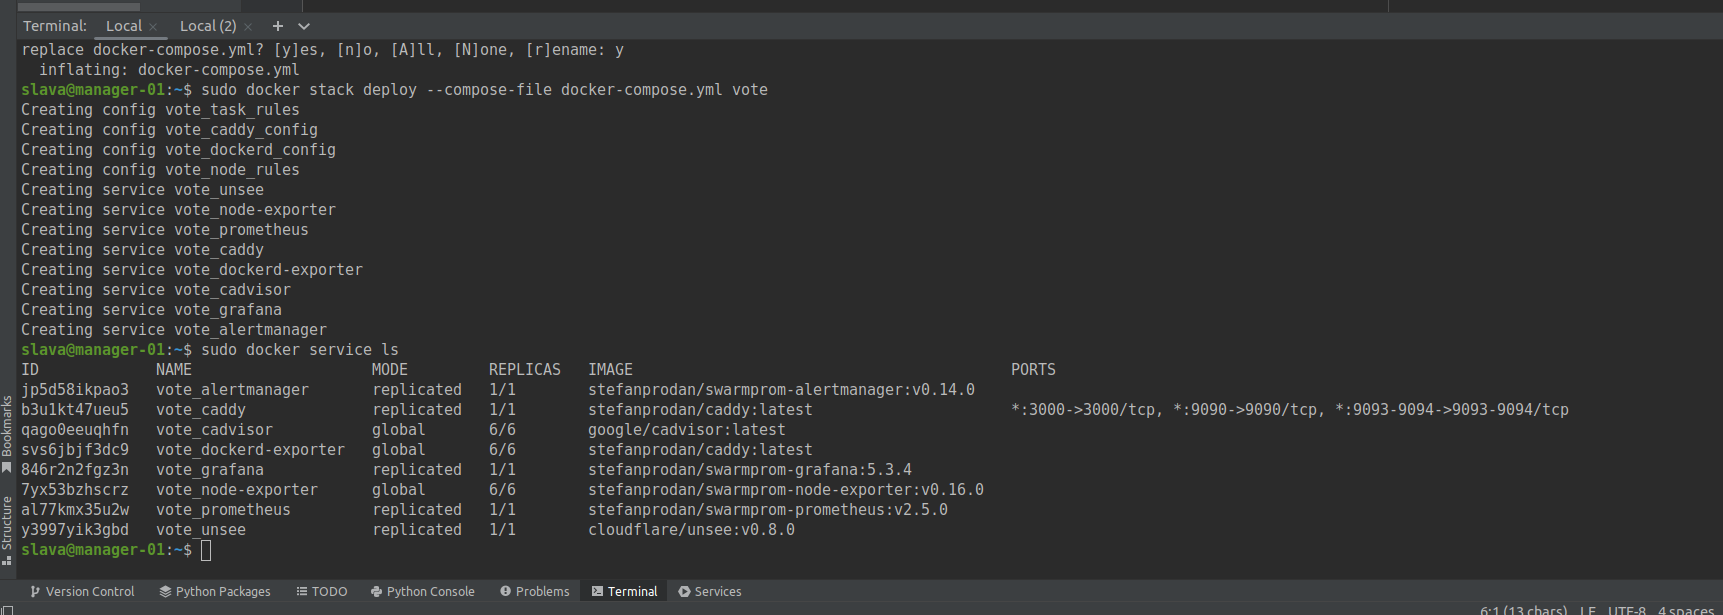 Terminal: Local × Local (2) × +
replace docker-compose.yml? [y]es, [n]o, [A]ll, [N]one, [r]ename: y
  inflating: docker-compose.yml
slava@manager-01:~$ sudo docker stack deploy --compose-file docker-compose.yml vote
Creating config vote_task_rules
Creating config vote_caddy_config
Creating config vote_dockerd_config
Creating config vote_node_rules
Creating service vote_unsee
Creating service vote_node-exporter
Creating service vote_prometheus
Creating service vote_caddy
Creating service vote_dockerd-exporter
Creating service vote_cadvisor
Creating service vote_grafana
Creating service vote_alertmanager
slava@manager-01:~$ sudo docker service ls
ID             NAME                    MODE         REPLICAS   IMAGE                                          PORTS
jp5d58ikpao3   vote_alertmanager       replicated   1/1        stefanprodan/swarmprom-alertmanager:v0.14.0
b3u1kt47ueu5   vote_caddy              replicated   1/1        stefanprodan/caddy:latest                      *:3000->3000/tcp, *:9090->9090/tcp, *:9093-9094->9093-9094/tcp
qago0eeuqhfn   vote_cadvisor           global       6/6        google/cadvisor:latest
svs6jbjf3dc9   vote_dockerd-exporter   global       6/6        stefanprodan/caddy:latest
846r2n2fgz3n   vote_grafana            replicated   1/1        stefanprodan/swarmprom-grafana:5.3.4
7yx53bzhscrz   vote_node-exporter      global       6/6        stefanprodan/swarmprom-node-exporter:v0.16.0
al77kmx35u2w   vote_prometheus         replicated   1/1        stefanprodan/swarmprom-prometheus:v2.5.0
y3997yik3gbd   vote_unsee              replicated   1/1        cloudflare/unsee:v0.8.0
slava@manager-01:~$
Bookmarks
Structure
Version Control Python Packages TODO Python Console Problems Terminal Services
6:1 (13 chars) LF UTF-8 4 spaces